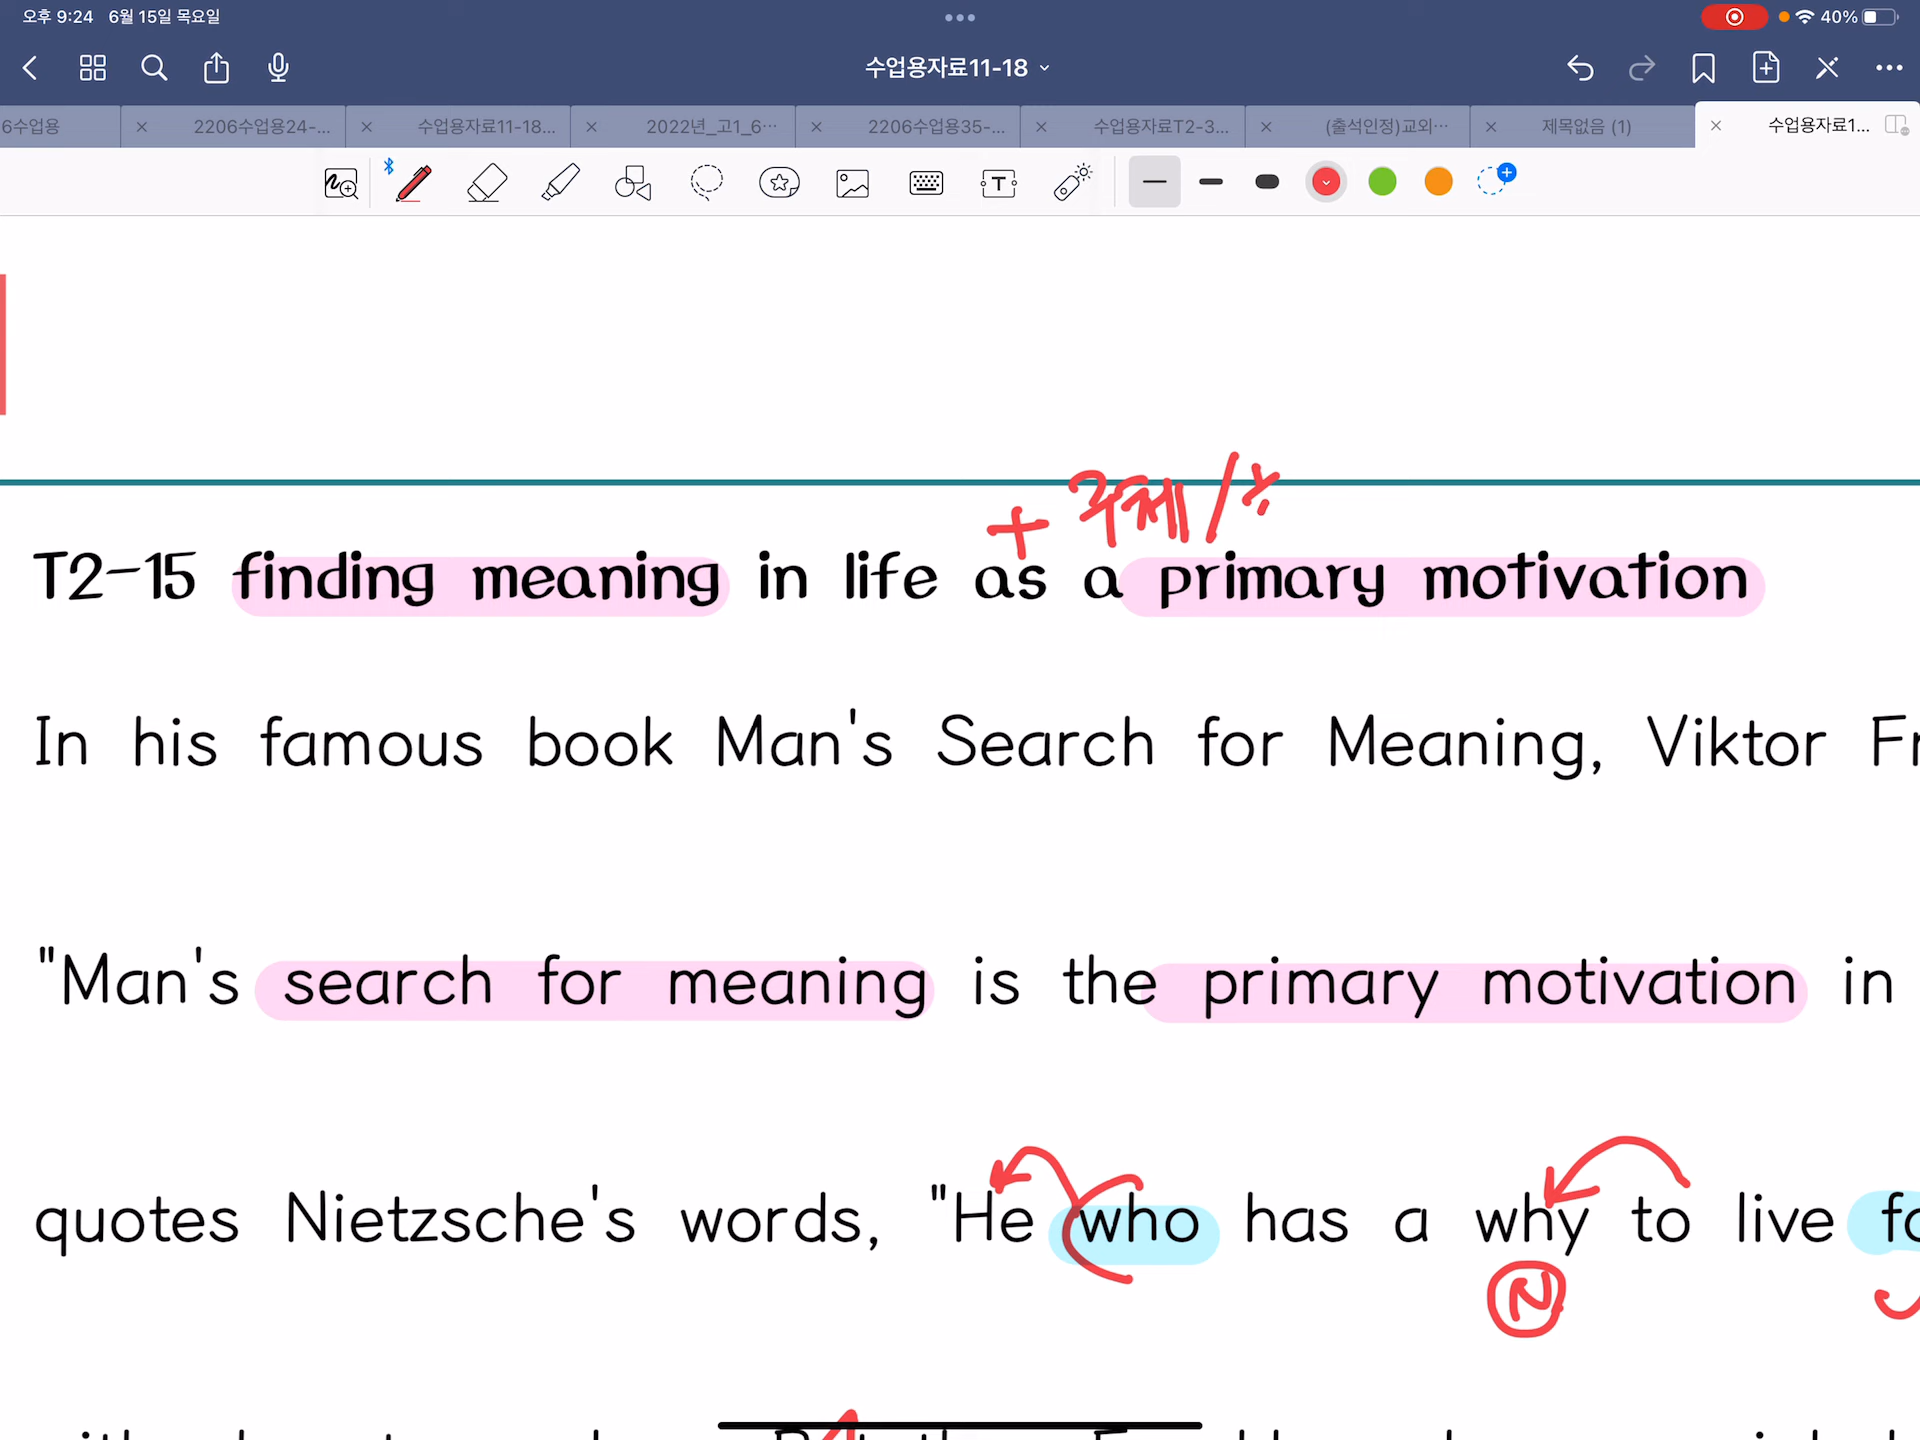 오후 9:24 6월 15일 목요일
40%
수업용자료11-18
6수업용
2206수업용24-...
수업용자료11-18...
2022년_고1_6...
2206수업용35-...
수업용자료T2-3...
(출석인정)교외...
제목없음 (1)
수업용자료1...
T
+ 주제 /
T2-15 finding meaning in life as a primary motivation
In his famous book Man's Search for Meaning, Viktor Fr
"Man's search for meaning is the primary motivation in
quotes Nietzsche's words, "He who has a why to live fo
N